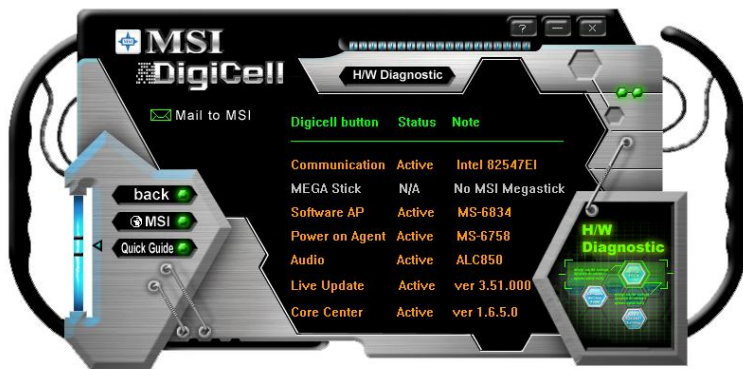 MSI
DigiCell
H/W Diagnostic
? — X
Mail to MSI
Digicell button Status Note
Communication Active Intel 82547EI
MEGA Stick N/A No MSI Megastick
Software AP Active MS-6834
Power on Agent Active MS-6758
Audio Active ALC850
Live Update Active ver 3.51.000
Core Center Active ver 1.6.5.0
back
MSI
Quick Guide
H/W
Diagnostic